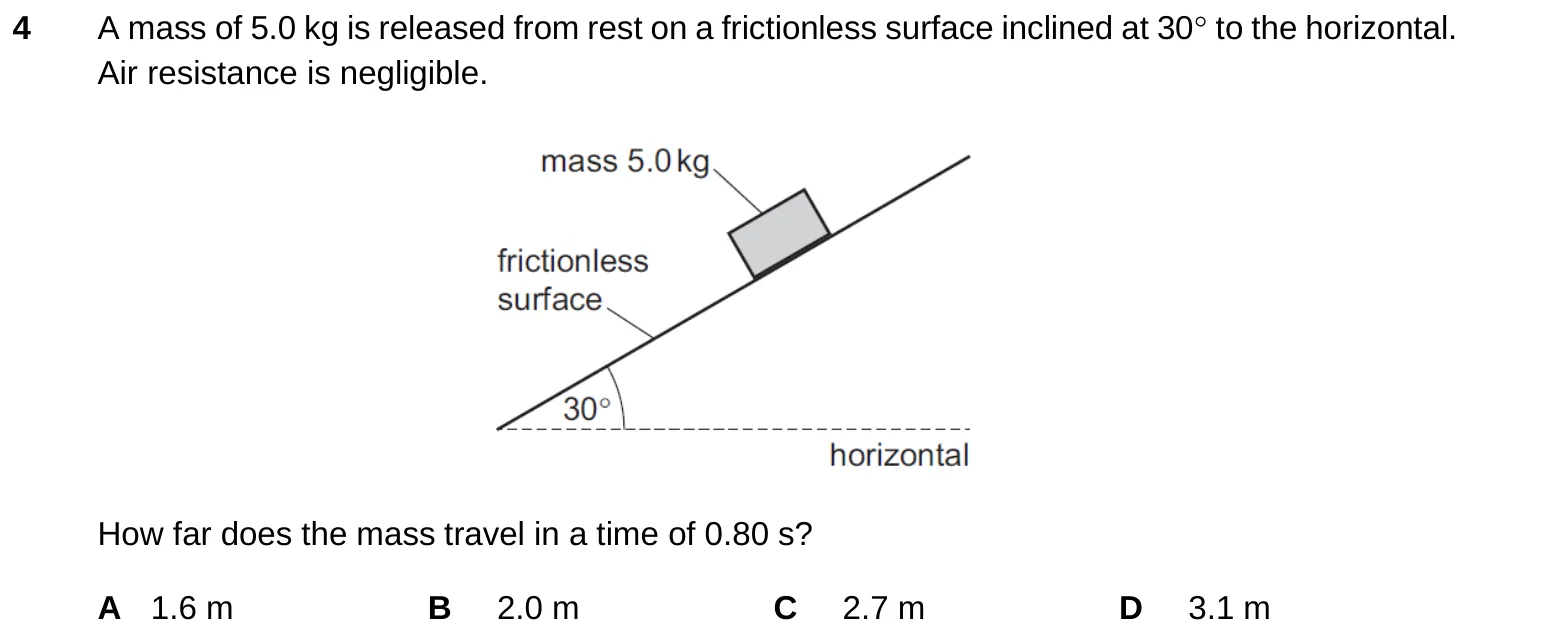 4 A mass of 5.0 kg is released from rest on a frictionless surface inclined at 30° to the horizontal.
Air resistance is negligible.
mass 5.0 kg
frictionless
surface
30°
horizontal
How far does the mass travel in a time of 0.80 s?
A 1.6 m B 2.0 m C 2.7 m D 3.1 m